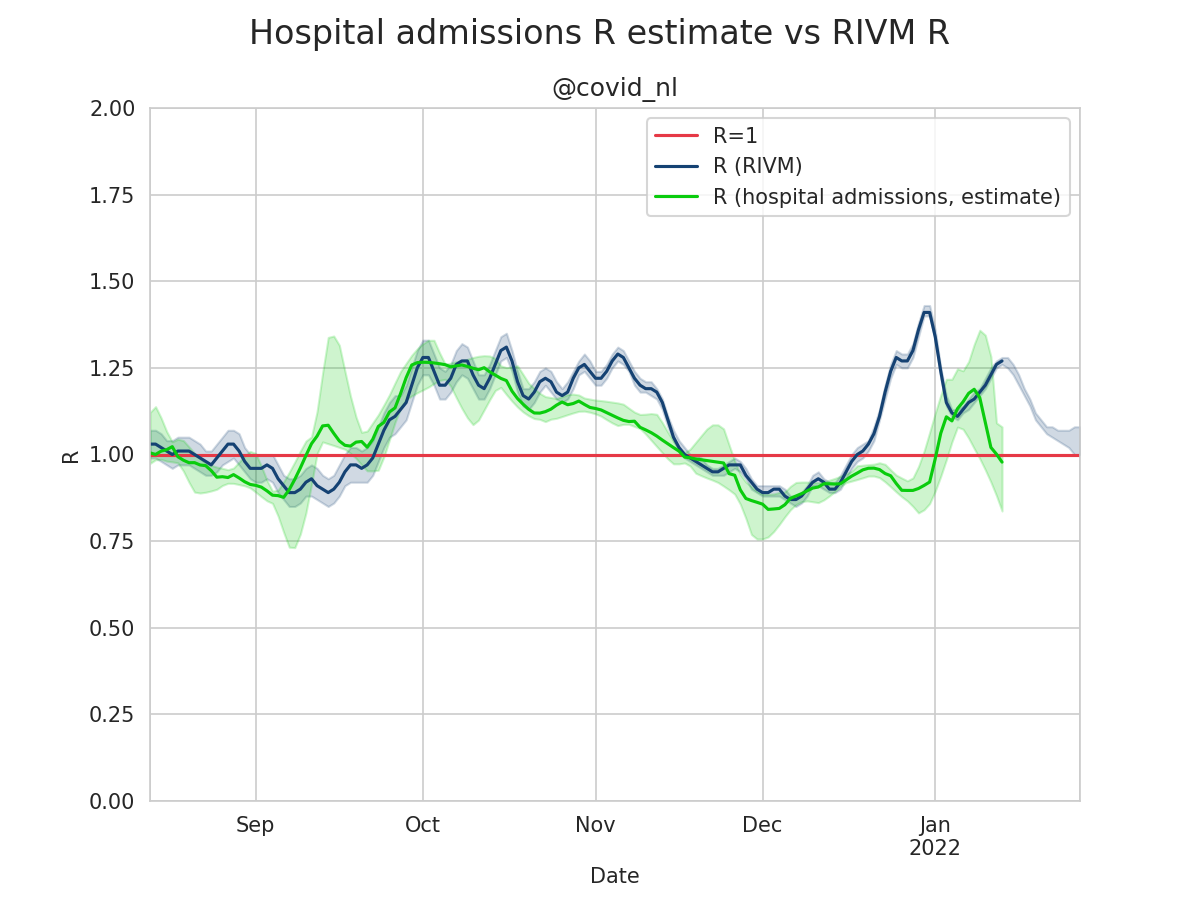 Hospital admissions R estimate vs RIVM R
@covid_nl
R=1
R (RIVM)
R (hospital admissions, estimate)
2.00
1.75
1.50
1.25
1.00
0.75
0.50
0.25
0.00
R
Sep Oct Nov Dec Jan
2022
Date